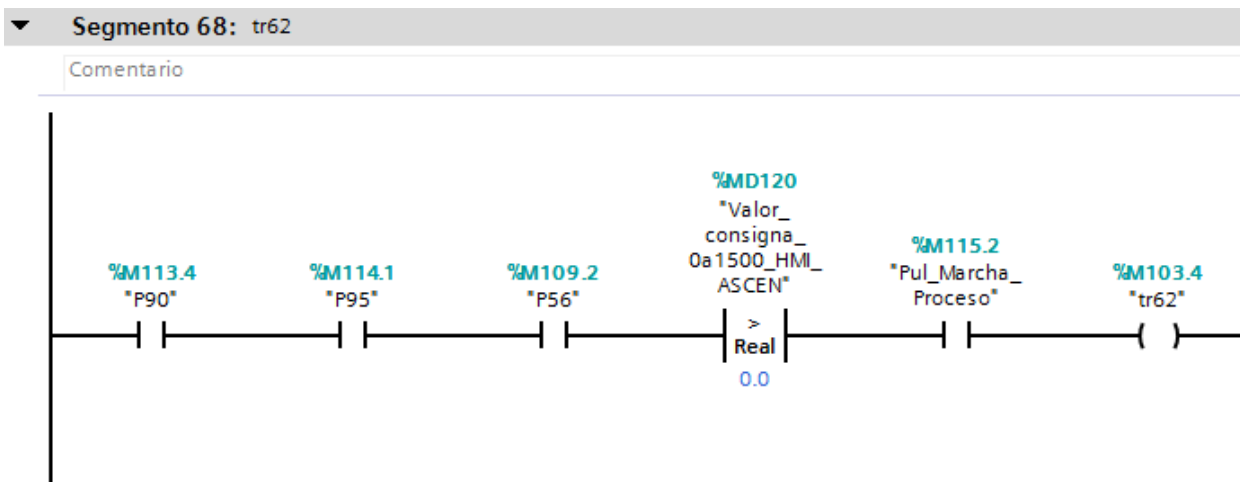 Segmento 68: tr62
Comentario
%MD120
"Valor_
consigna_
0a1500_HMI_
ASCEN"
%M113.4
"P90"
%M114.1
"P95"
%M109.2
"P56"
>
Real
0.0
%M115.2
"Pul_Marcha_
Proceso"
%M103.4
"tr62"